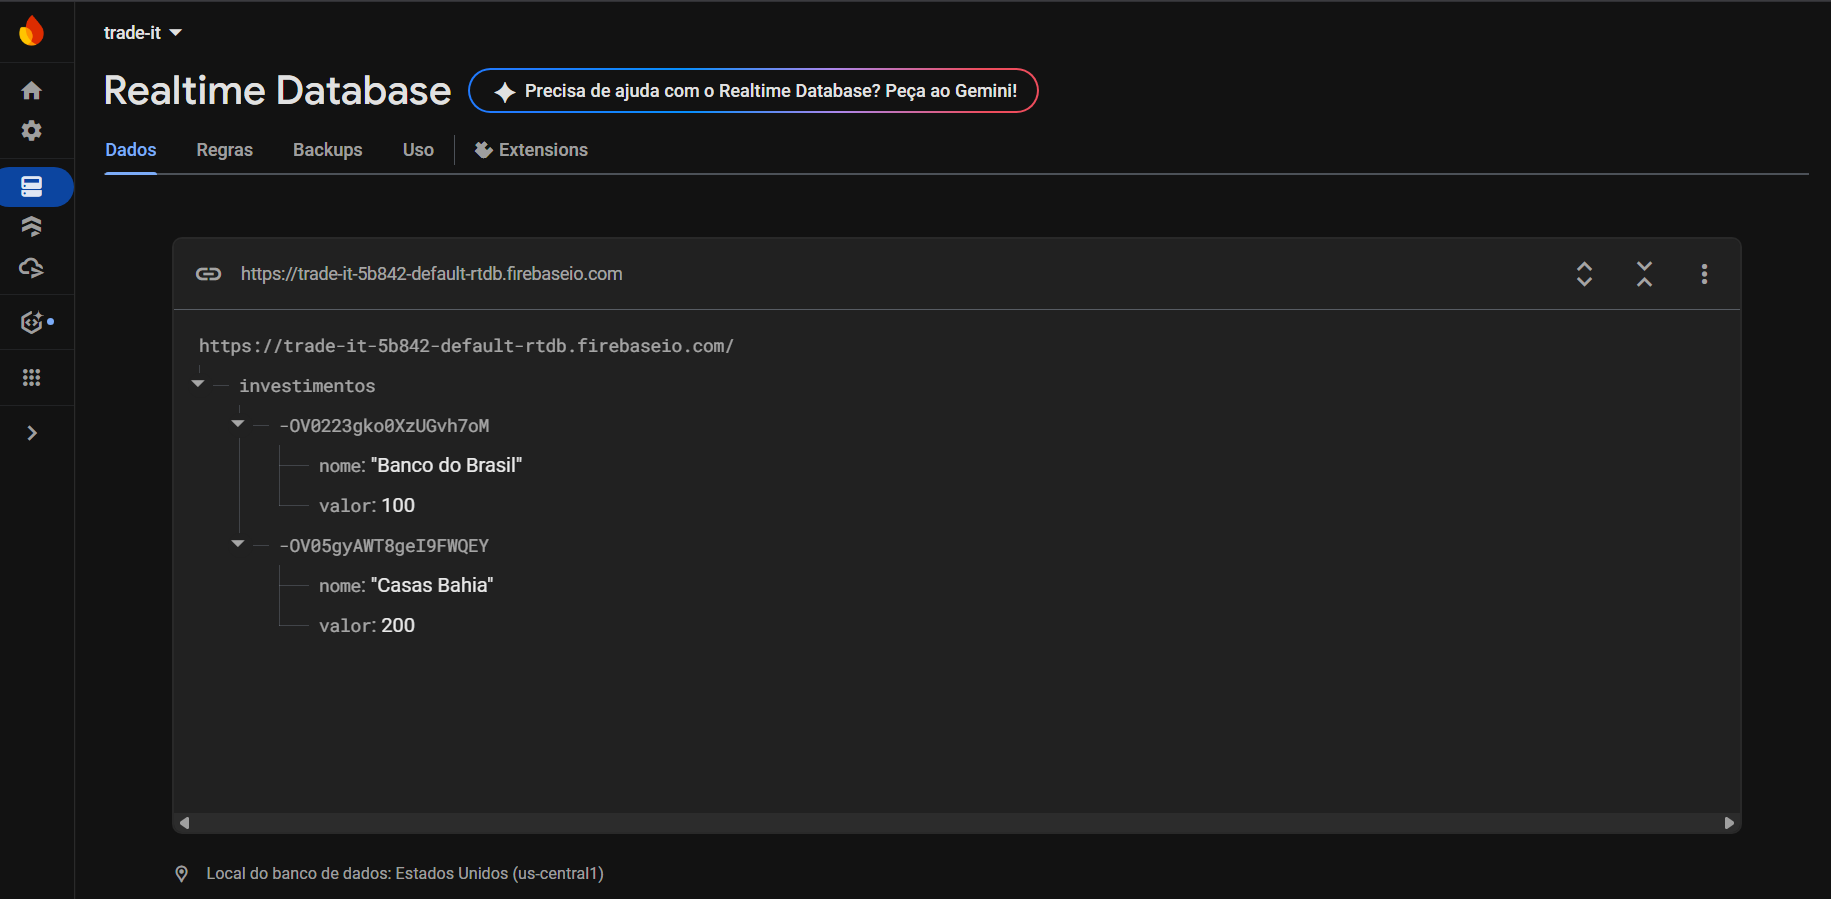 trade-it
Realtime Database
Precisa de ajuda com o Realtime Database? Peça ao Gemini!
Dados Regras Backups Uso Extensions
https://trade-it-5b842-default-rtdb.firebaseio.com
https://trade-it-5b842-default-rtdb.firebaseio.com/
investimentos
-OV0223gko0XzUGvh7oM
nome: "Banco do Brasil"
valor: 100
-OV05gyAWT8geI9FWQEY
nome: "Casas Bahia"
valor: 200
Local do banco de dados: Estados Unidos (us-central1)